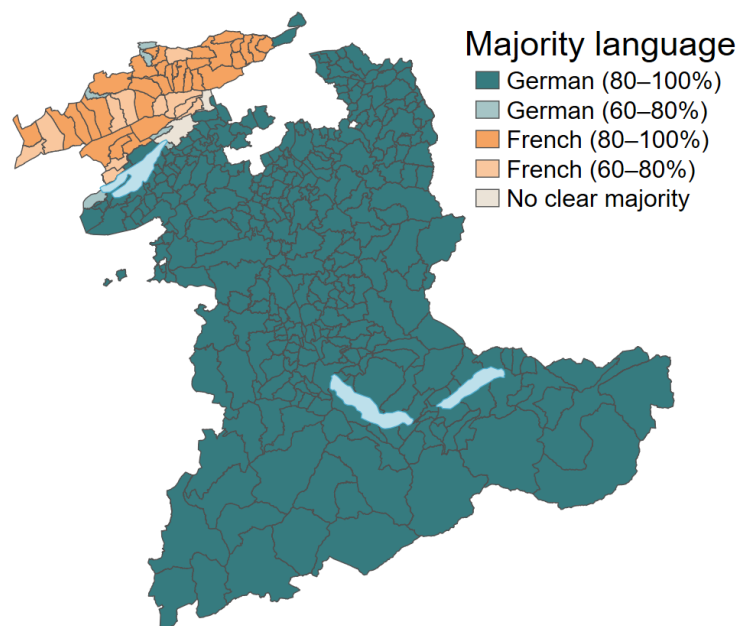 Majority language
German (80–100%)
German (60–80%)
French (80–100%)
French (60–80%)
No clear majority